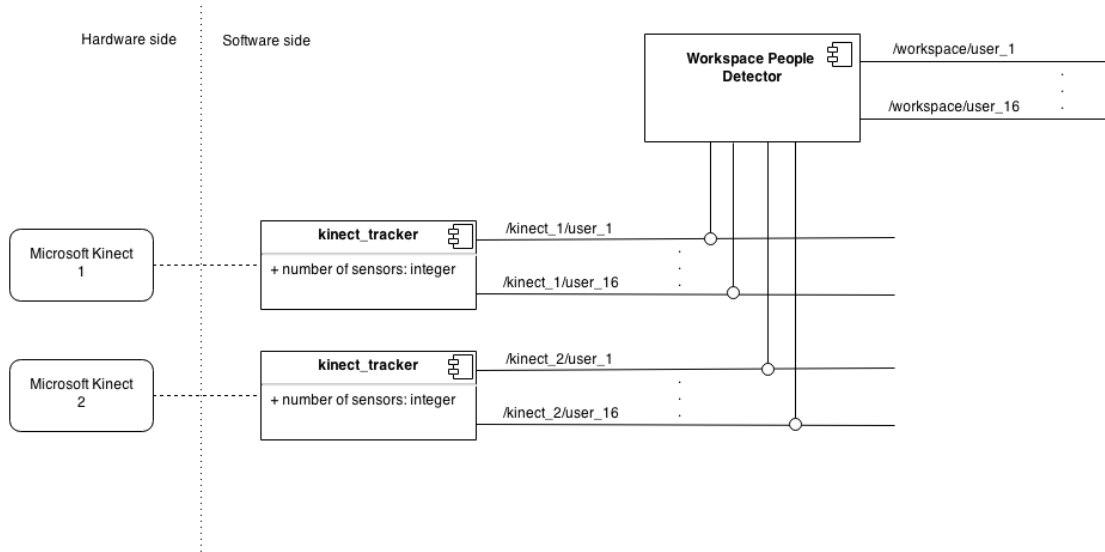 Hardware side
Software side
Workspace People
Detector
/workspace/user_1
.
.
.
/workspace/user_16
Microsoft Kinect
1
kinect_tracker
+ number of sensors: integer
/kinect_1/user_1
.
.
.
/kinect_1/user_16
Microsoft Kinect
2
kinect_tracker
+ number of sensors: integer
/kinect_2/user_1
.
.
.
/kinect_2/user_16